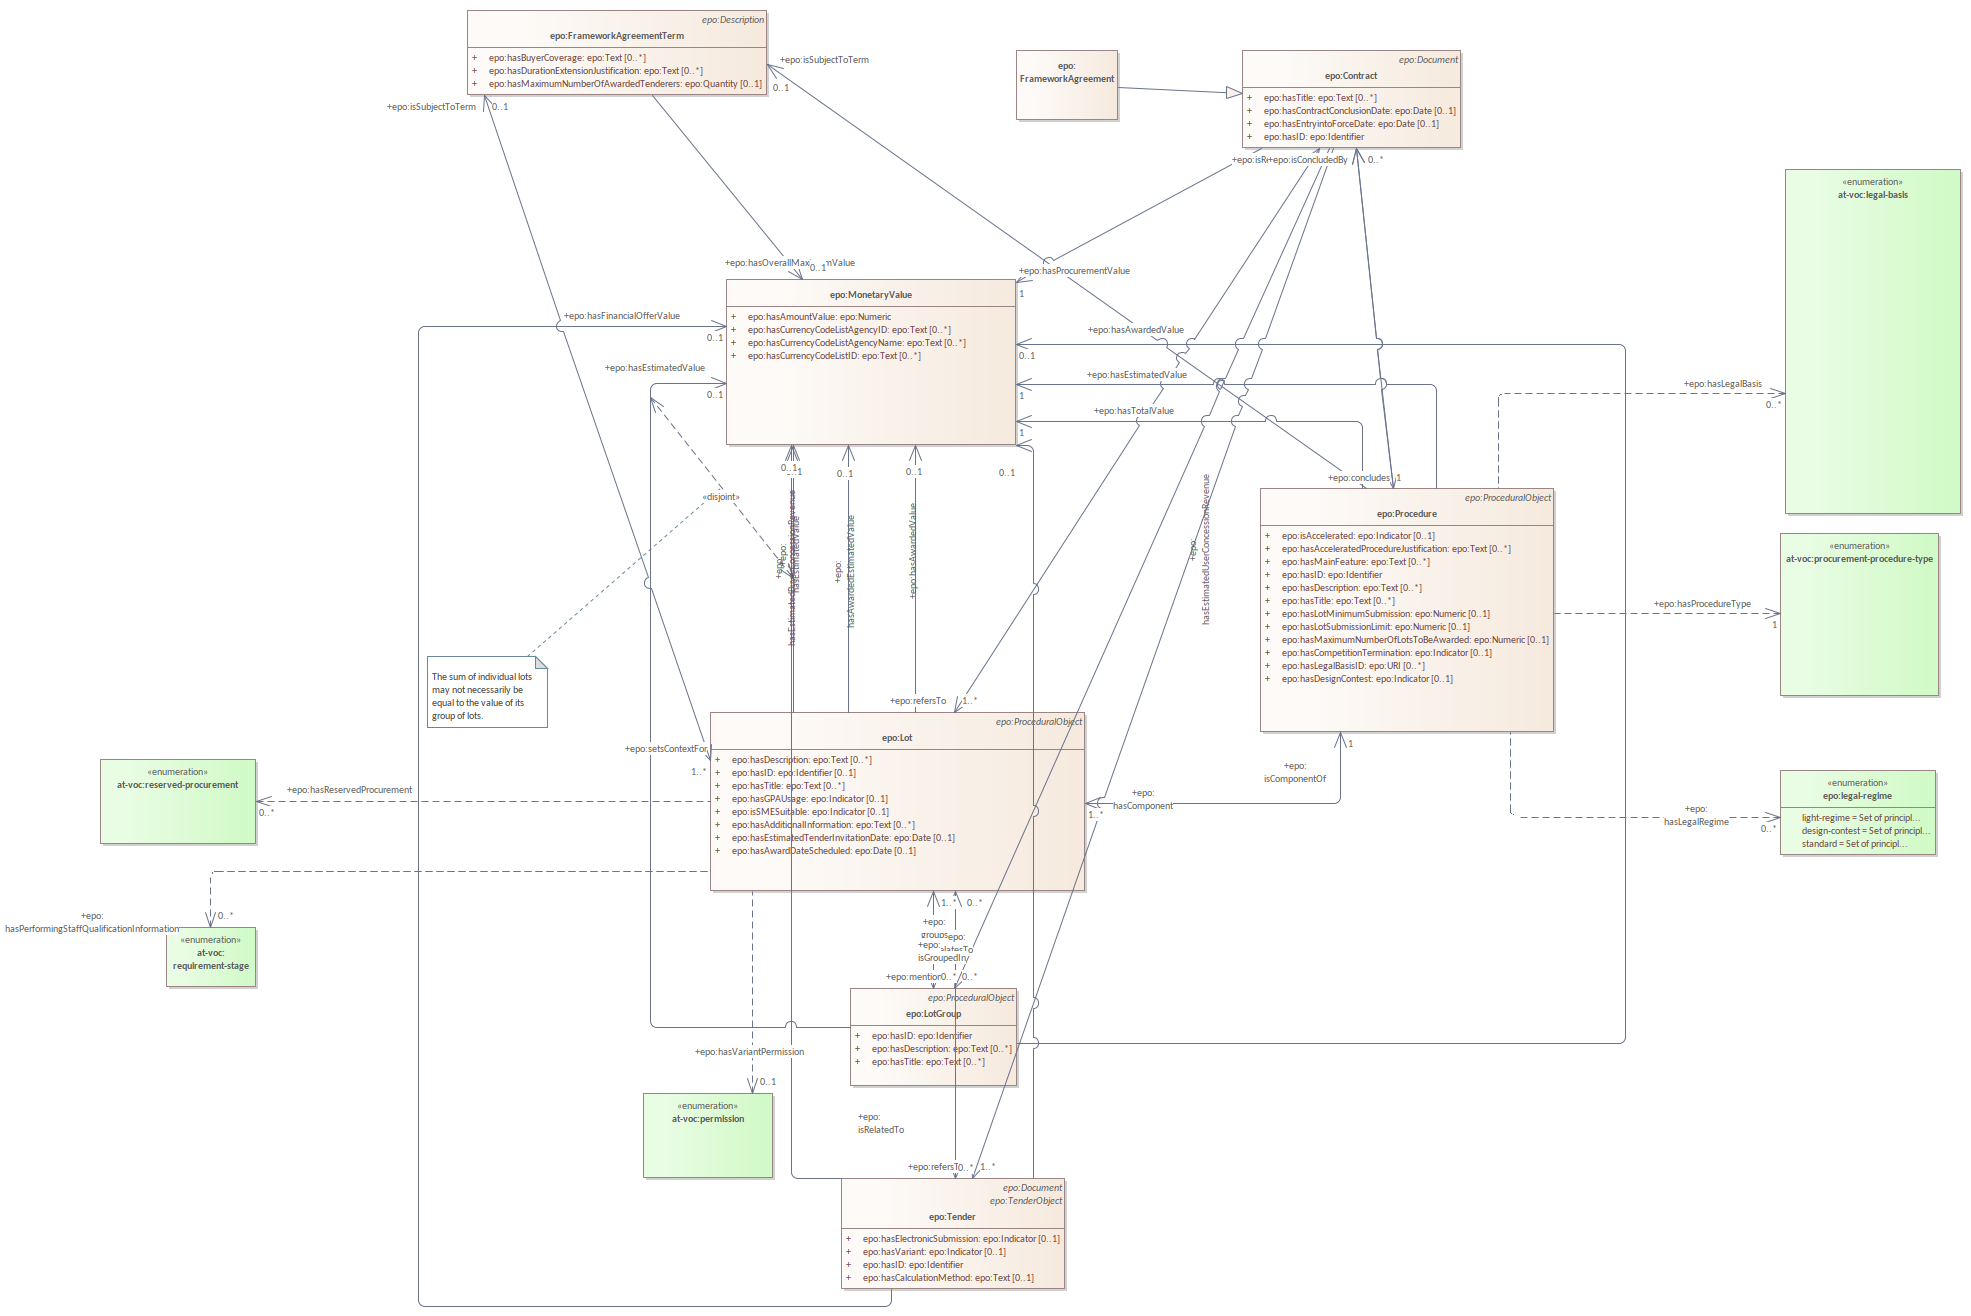 epo:Description
epo:FrameworkAgreementTerm
+ epo:hasBuyerCoverage: epo:Text [0..*]
+ epo:hasDurationExtensionJustification: epo:Text [0..*]
+ epo:hasMaximumNumberOfAwardedTenderers: epo:Quantity [0..1]
+epo:isSubjectToTerm
0..1
+epo:isSubjectToTerm
0..1
epo:
FrameworkAgreement
epo:Document
epo:Contract
+ epo:hasTitle: epo:Text [0..*]
+ epo:hasContractConclusionDate: epo:Date [0..1]
+ epo:hasEntryintoForceDate: epo:Date [0..1]
+ epo:hasID: epo:Identifier
+epo:isConcludedBy
0..*
«enumeration»
at-voc:legal-basis
0..1
+epo:hasProcurementValue
1
epo:MonetaryValue
+ epo:hasAmountValue: epo:Numeric
+ epo:hasCurrencyCodeListAgencyID: epo:Text [0..*]
+ epo:hasCurrencyCodeListAgencyName: epo:Text [0..*]
+ epo:hasCurrencyCodeListID: epo:Text [0..*]
+epo:hasFinancialOfferValue
0..1
+epo:hasEstimatedValue
0..1
+epo:hasAwardedValue
0..1
+epo:hasEstimatedValue
1
+epo:hasTotalValue
1
0..1
+epo:hasLegalBasis
0..*
0..1
0..1
0..1
«disjoint»
+epo:
hasAwardedEstimatedValue
+epo:hasAwardedValue
+epo:
hasEstimatedUserConcessionRevenue
+epo:concludes
1
epo:ProceduralObject
epo:Procedure
+ epo:isAccelerated: epo:Indicator [0..1]
+ epo:hasAcceleratedProcedureJustification: epo:Text [0..*]
+ epo:hasMainFeature: epo:Text [0..*]
+ epo:hasID: epo:Identifier
+ epo:hasDescription: epo:Text [0..*]
+ epo:hasTitle: epo:Text [0..*]
+ epo:hasLotMinimumSubmission: epo:Numeric [0..1]
+ epo:hasLotSubmissionLimit: epo:Numeric [0..1]
+ epo:hasMaximumNumberOfLotsToBeAwarded: epo:Numeric [0..1]
+ epo:hasCompetitionTermination: epo:Indicator [0..1]
+ epo:hasLegalBasisID: epo:URI [0..*]
+ epo:hasDesignContest: epo:Indicator [0..1]
«enumeration»
at-voc:procurement-procedure-type
+epo:hasProcedureType
1
The sum of individual lots
may not necessarily be
equal to the value of its
group of lots.
+epo:refersTo
1..*
+epo:setsContextFor
1..*
epo:ProceduralObject
epo:Lot
+ epo:hasDescription: epo:Text [0..*]
+ epo:hasID: epo:Identifier [0..1]
+ epo:hasTitle: epo:Text [0..*]
+ epo:hasGPAUsage: epo:Indicator [0..1]
+ epo:isSMESuitable: epo:Indicator [0..1]
+ epo:hasAdditionalInformation: epo:Text [0..*]
+ epo:hasEstimatedTenderInvitationDate: epo:Date [0..1]
+ epo:hasAwardDateScheduled: epo:Date [0..1]
1
+epo:
isComponentOf
+epo:
hasComponent
1..*
«enumeration»
at-voc:reserved-procurement
+epo:hasReservedProcurement
0..*
«enumeration»
epo:legal-regime
light-regime = Set of principl...
design-contest = Set of principl...
standard = Set of principl...
+epo:
hasLegalRegime
0..*
+epo:
hasPerformingStaffQualificationInformation
0..*
«enumeration»
at-voc:
requirement-stage
1..*
0..*
+epo:
groups
+epo:
isGroupedIn
0..*
0..*
epo:ProceduralObject
epo:LotGroup
+ epo:hasID: epo:Identifier
+ epo:hasDescription: epo:Text [0..*]
+ epo:hasTitle: epo:Text [0..*]
+epo:hasVariantPermission
0..1
«enumeration»
at-voc:permission
+epo:
isRelatedTo
0..*
1..*
epo:Document
epo:TenderObject
epo:Tender
+ epo:hasElectronicSubmission: epo:Indicator [0..1]
+ epo:hasVariant: epo:Indicator [0..1]
+ epo:hasID: epo:Identifier
+ epo:hasCalculationMethod: epo:Text [0..1]